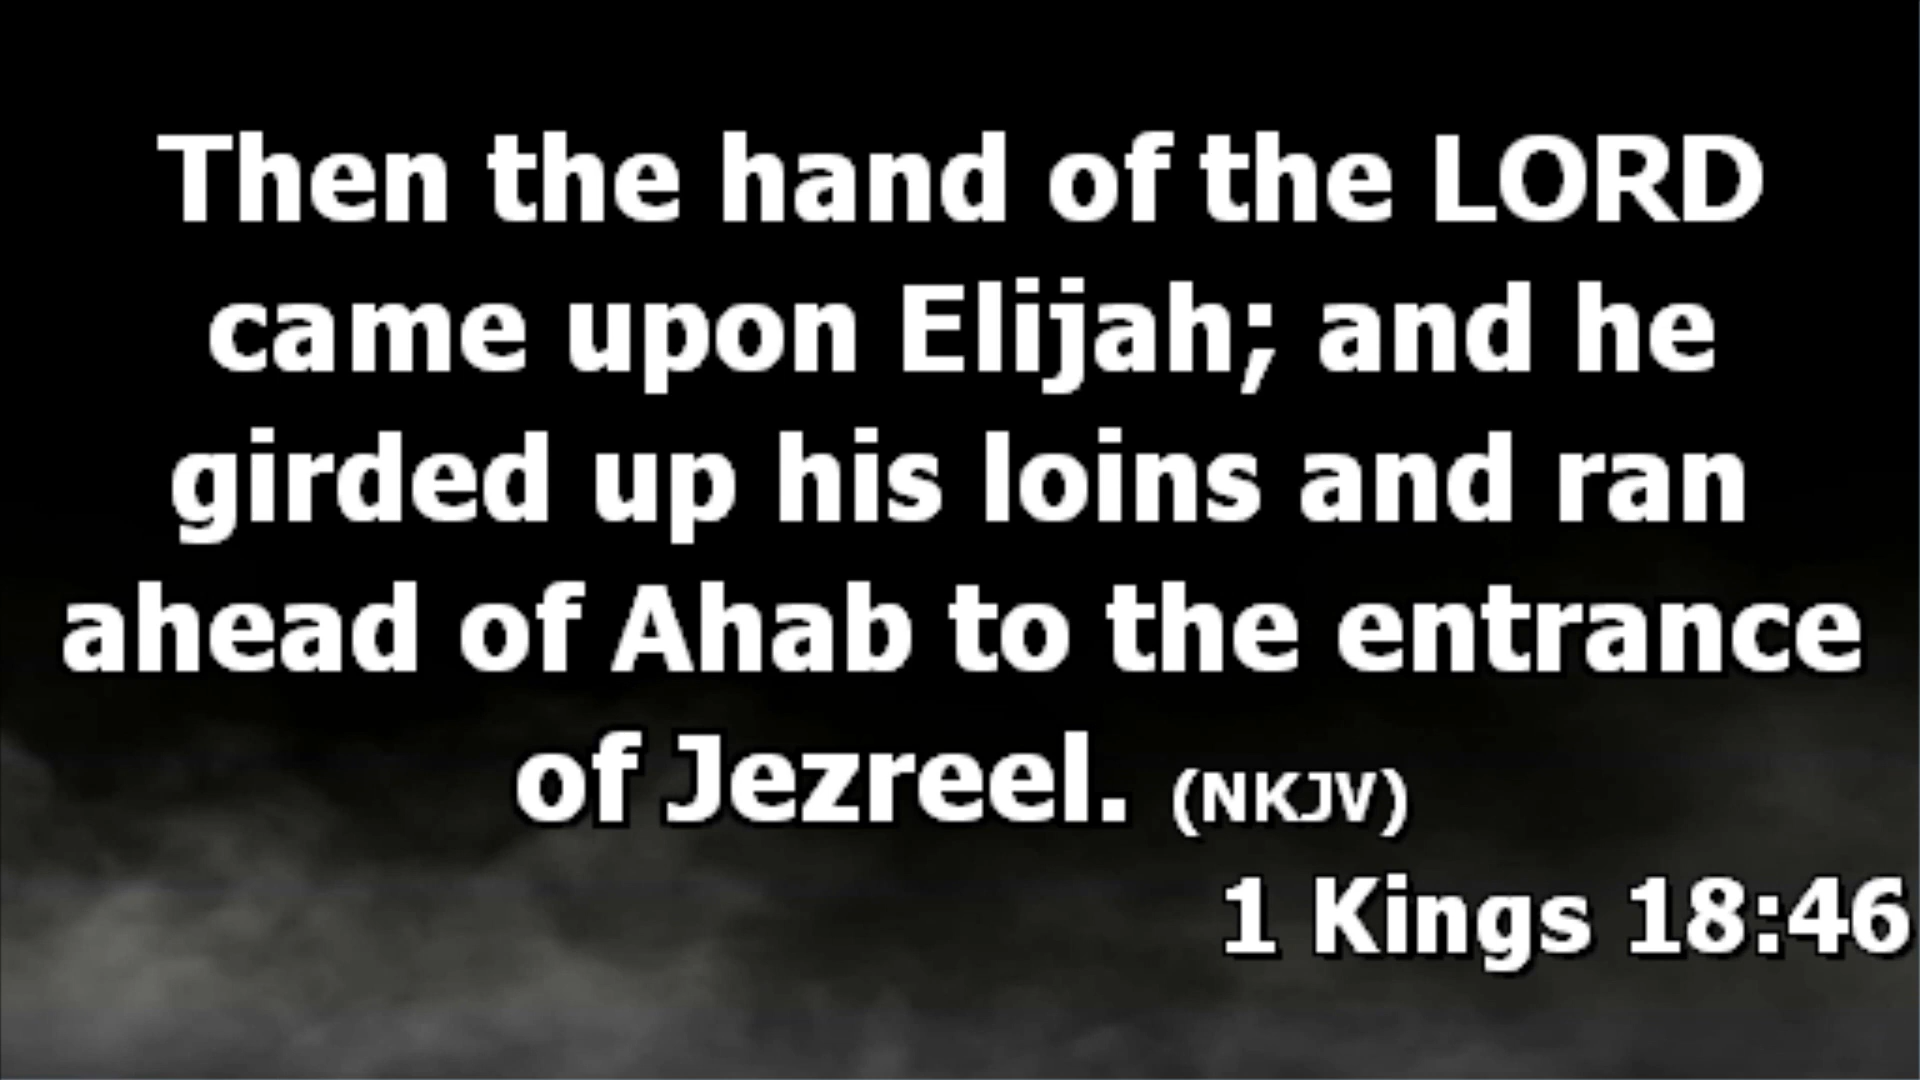 Then the hand of the LORD
came upon Elijah; and he
girded up his loins and ran
ahead of Ahab to the entrance
of Jezreel. (NKJV)
1 Kings 18:46